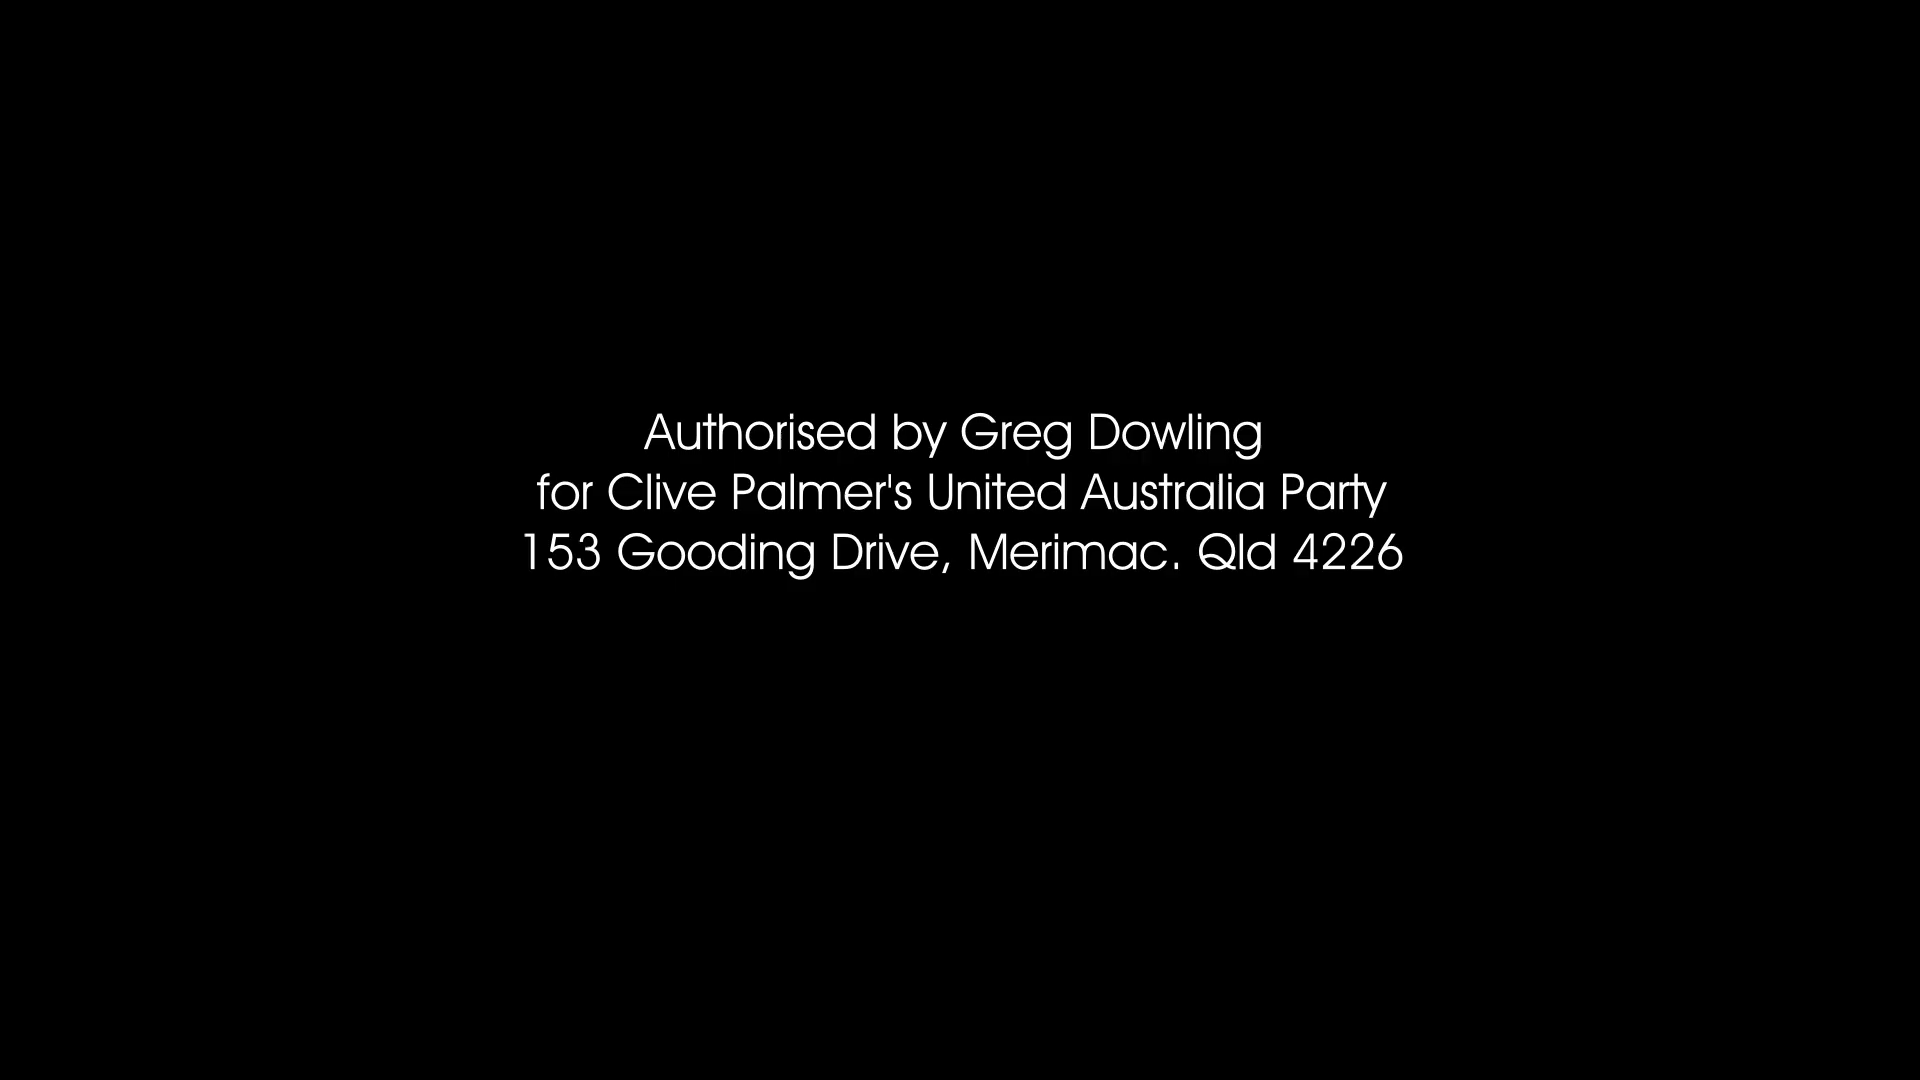 Authorised by Greg Dowling
for Clive Palmer's United Australia Party
153 Gooding Drive, Merimac. Qld 4226